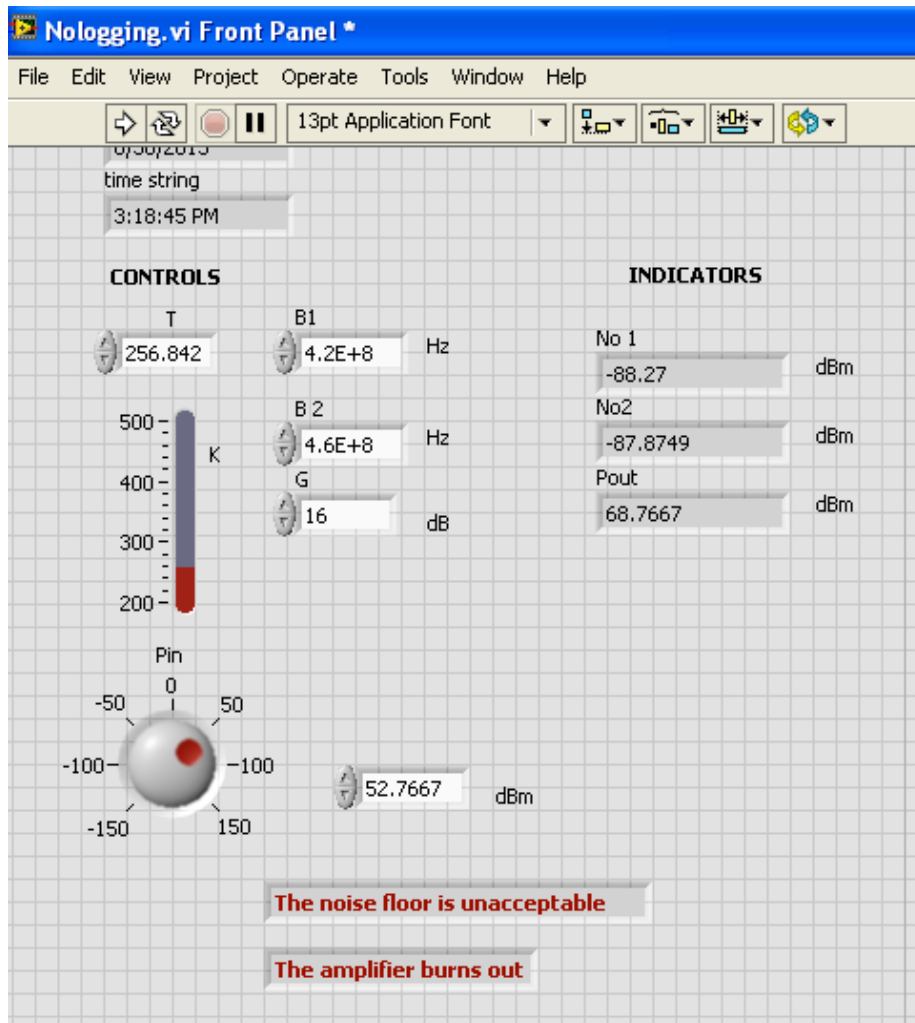 Nologging.vi Front Panel *
File Edit View Project Operate Tools Window Help
13pt Application Font
time string
3:18:45 PM
CONTROLS
INDICATORS
T
B1
256.842
4.2E+8
Hz
No 1
-88.27
dBm
500
400
300
200
K
B 2
4.6E+8
Hz
No2
-87.8749
dBm
G
16
dB
Pout
68.7667
dBm
Pin
0
-50
50
-100
-100
-150
150
52.7667
dBm
The noise floor is unacceptable
The amplifier burns out